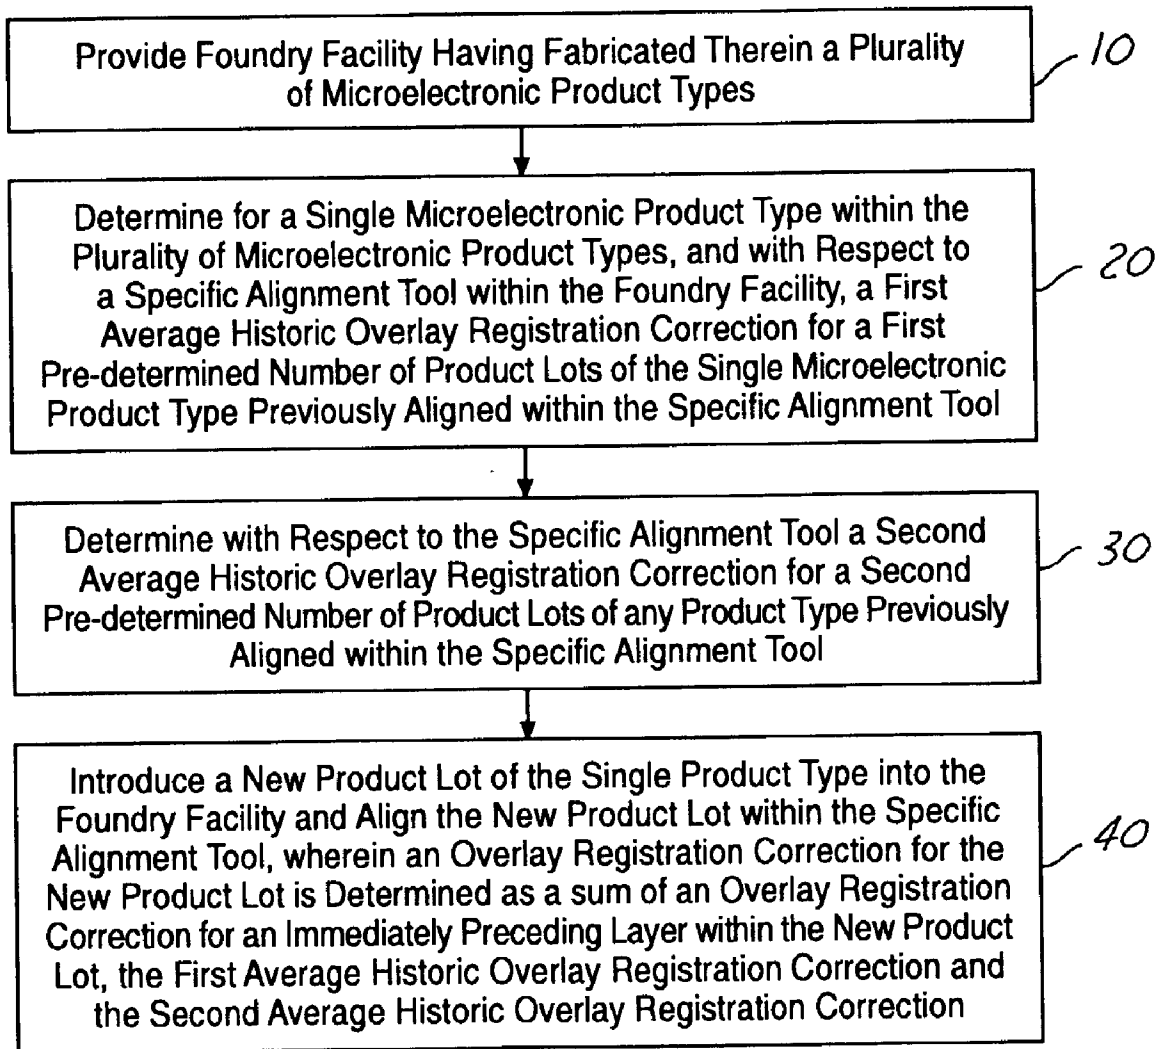 Provide Foundry Facility Having Fabricated Therein a Plurality
of Microelectronic Product Types
10
Determine for a Single Microelectronic Product Type within the
Plurality of Microelectronic Product Types, and with Respect to
a Specific Alignment Tool within the Foundry Facility, a First
Average Historic Overlay Registration Correction for a First
Pre-determined Number of Product Lots of the Single Microelectronic
Product Type Previously Aligned within the Specific Alignment Tool
20
Determine with Respect to the Specific Alignment Tool a Second
Average Historic Overlay Registration Correction for a Second
Pre-determined Number of Product Lots of any Product Type Previously
Aligned within the Specific Alignment Tool
30
Introduce a New Product Lot of the Single Product Type into the
Foundry Facility and Align the New Product Lot within the Specific
Alignment Tool, wherein an Overlay Registration Correction for the
New Product Lot is Determined as a sum of an Overlay Registration
Correction for an Immediately Preceding Layer within the New Product
Lot, the First Average Historic Overlay Registration Correction and
the Second Average Historic Overlay Registration Correction
40